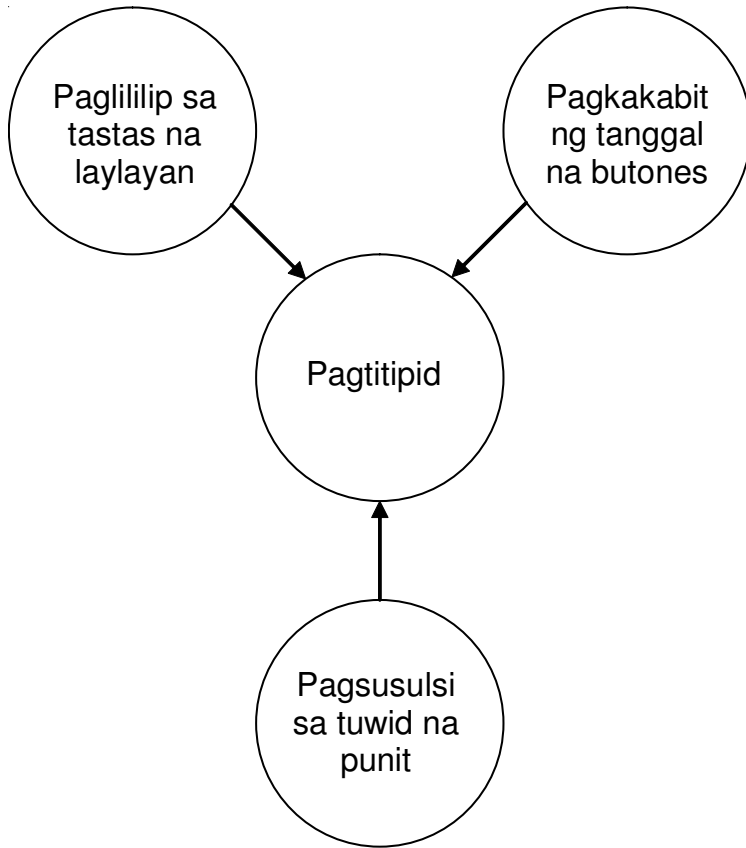 Paglililip sa
tastas na
laylayan
Pagkakabit
ng tanggal
na butones
Pagtitipid
Pagsusulsi
sa tuwid na
punit